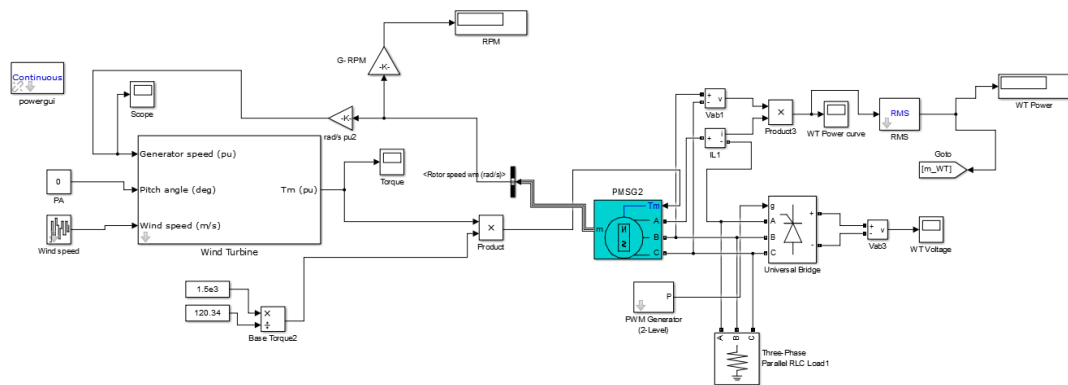 Continuous
powergui
Scope
G- RPM
-K-
RPM
-K-
rad/s pu2
Generator speed (pu)
Pitch angle (deg)
Wind speed (m/s)
Tm (pu)
Wind Turbine
0
PA
Wind speed
Torque
<Rotor speed wm (rad/s)>
×
Product
1.5e3
120.34
×
÷
Base Torque2
PMSG2
Tm
m
A
B
C
+
-
v
Vab1
i
+
-
IL1
×
Product3
WT Power curve
RMS
RMS
WT Power
Goto
[m_WT]
g
A
B
C
+
-
Universal Bridge
+
-
v
Vab3
WT Voltage
P
PWM Generator
(2-Level)
A
B
C
Three-Phase
Parallel RLC Load1